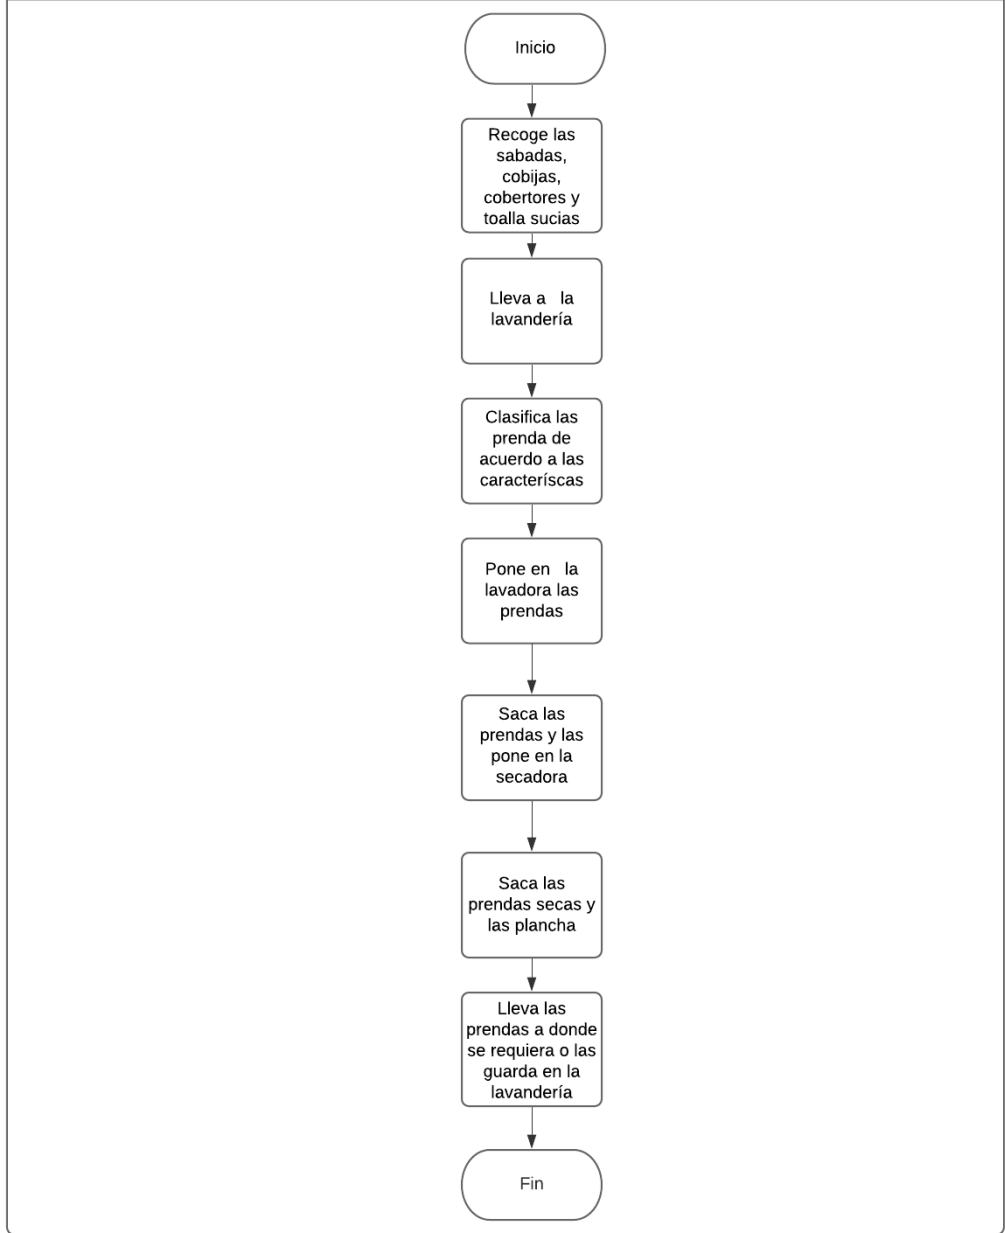 Inicio
Recoge las
sabadas,
cobijas,
cobertores y
toalla sucias
Lleva a   la
lavandería
Clasifica las
prenda de
acuerdo a las
caracteríscas
Pone en   la
lavadora las
prendas
Saca las
prendas y las
pone en la
secadora
Saca las
prendas secas y
las plancha
Lleva las
prendas a donde
se requiera o las
guarda en la
lavandería
Fin